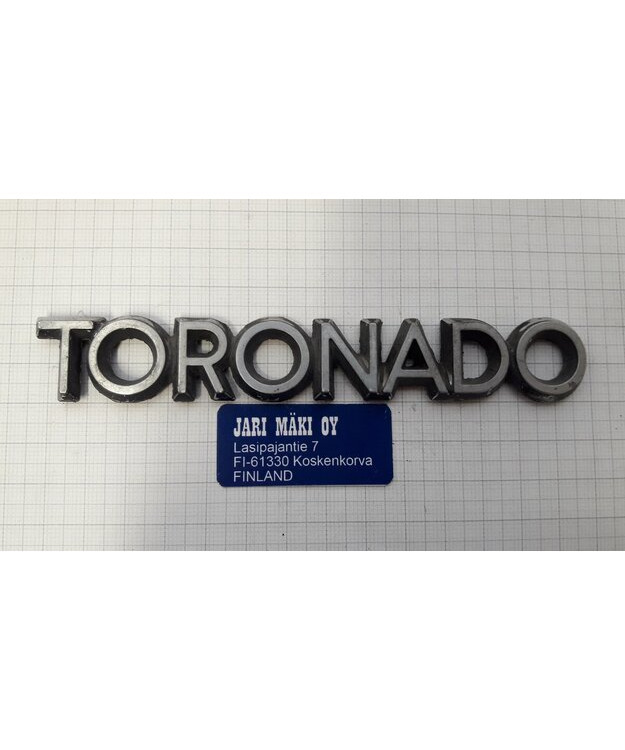 TORONADO
JARI MÄKI OY
Lasipajantie 7
FI-61330 Koskenkorva
FINLAND